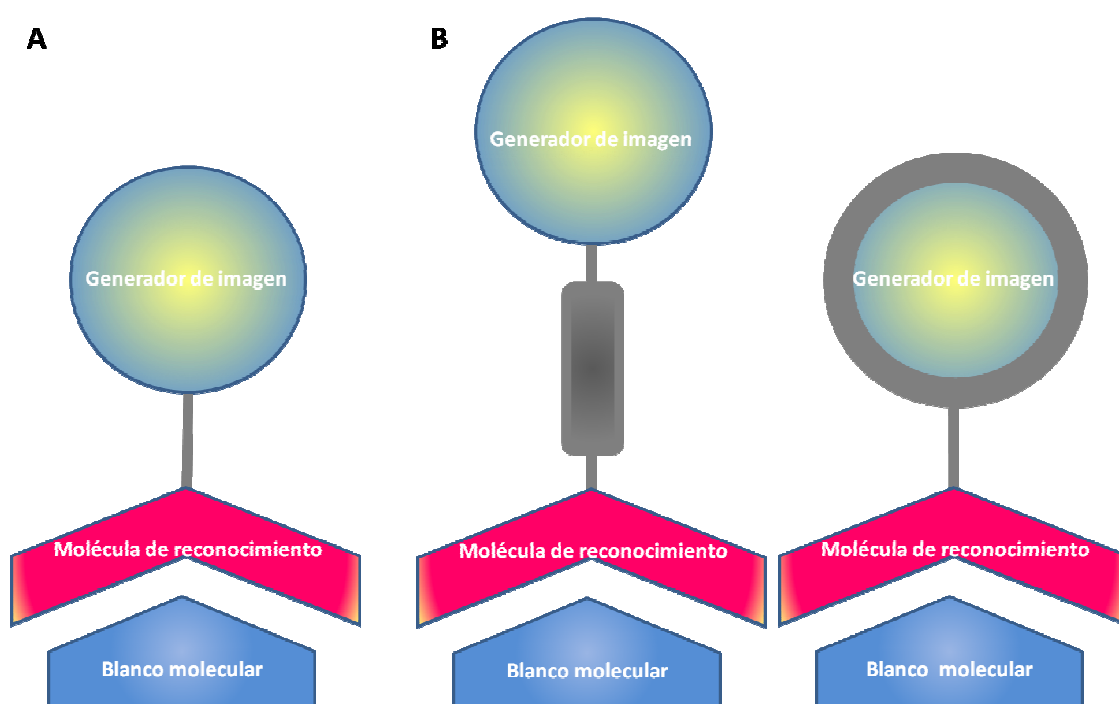 A
Generador de imagen
Molécula de reconocimiento
Blanco molecular
B
Generador de imagen
Molécula de reconocimiento
Blanco molecular
Generador de imagen
Molécula de reconocimiento
Blanco molecular